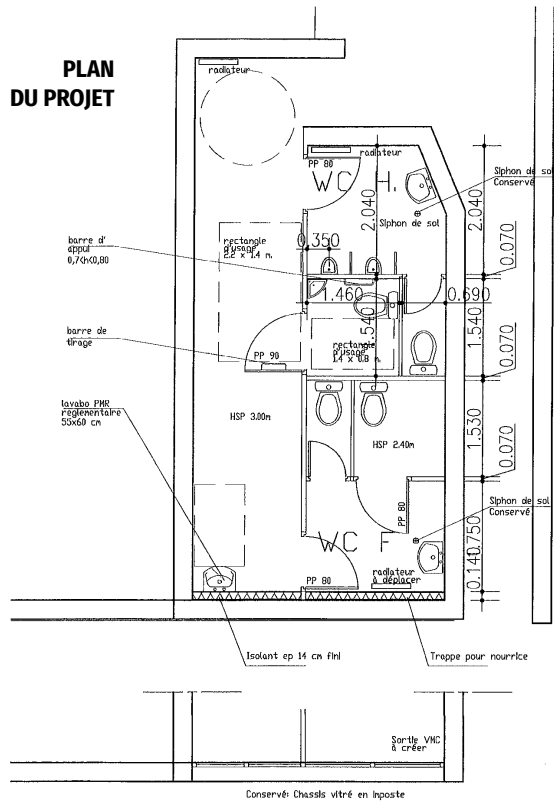 PLAN
DU PROJET
radiateur
radiateur
PP 80
WC H.
Siphon de sol
Conservé
Siphon de sol
2.040
2.040
0.070
barre d'
appui
0,7<h<0,80
rectangle
d'usage
2.2 x 1.4 m.
0.350
1.460
0.690
1.540
1.540
barre de
tirage
rectangle
d'usage
1.4 x 0.8 m.
PP 90
0.070
lavabo PMR
reglementaire
55x60 cm
HSP 3.00m
HSP 2.40m
1.530
0.070
PP 80
Siphon de sol
Conservé
WC F
0.750
radiateur
à déplacer
PP 80
0.140
Isolant ep 14 cm fini
Trappe pour nourrice
Sortie VMC
à créer
Conservé: Chassis vitré en imposte